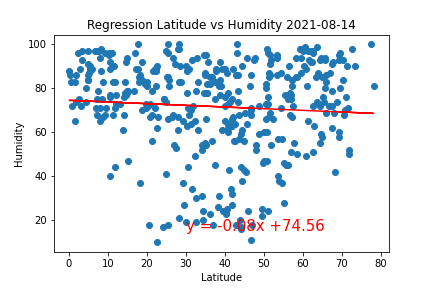 Regression Latitude vs Humidity 2021-08-14
100
80
60
40
20
Humidity
y = -0.08x +74.56
0 10 20 30 40 50 60 70 80
Latitude